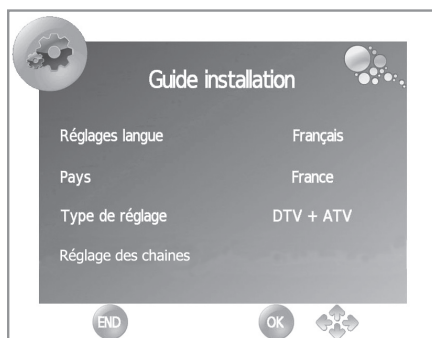 Guide installation
Réglages langue Français
Pays France
Type de réglage DTV + ATV
Réglage des chaines
END OK